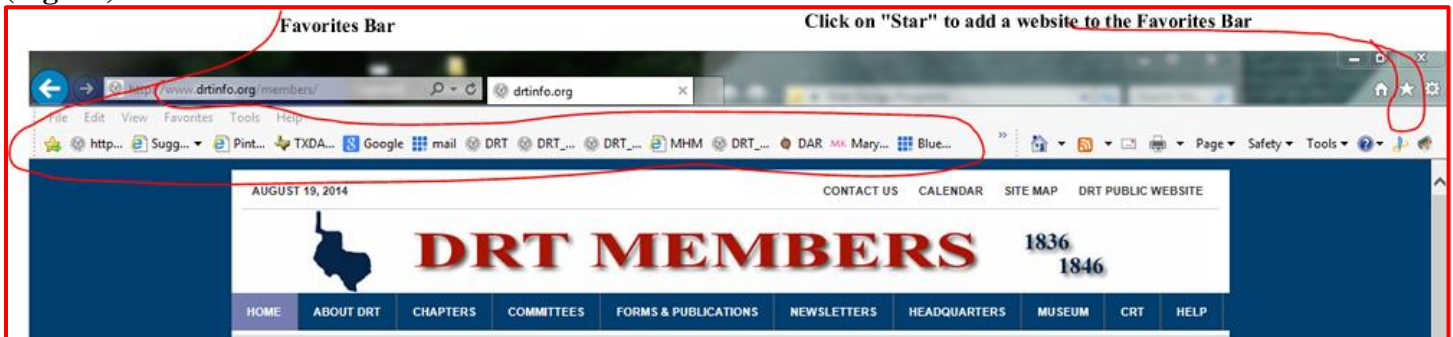 Favorites Bar
Click on "Star" to add a website to the Favorites Bar
http://www.drtinfo.org/members/
drtinfo.org
File Edit View Favorites Tools Help
http... Sugg... Pint... TXDA... Google mail DRT DRT_... DRT_... MHM DRT_... DAR MK Mary... Blue... » Page Safety Tools
AUGUST 19, 2014 CONTACT US CALENDAR SITE MAP DRT PUBLIC WEBSITE
DRT MEMBERS
1836
1846
HOME ABOUT DRT CHAPTERS COMMITTEES FORMS & PUBLICATIONS NEWSLETTERS HEADQUARTERS MUSEUM CRT HELP